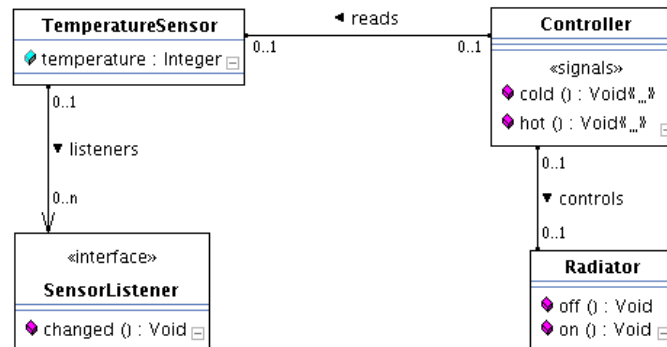 TemperatureSensor
temperature : Integer
◄ reads
0..1
0..1
Controller
«signals»
cold () : Void«...»
hot () : Void«...»
0..1
▼ listeners
0..n
0..1
▼ controls
0..1
«interface»
SensorListener
changed () : Void
Radiator
off () : Void
on () : Void